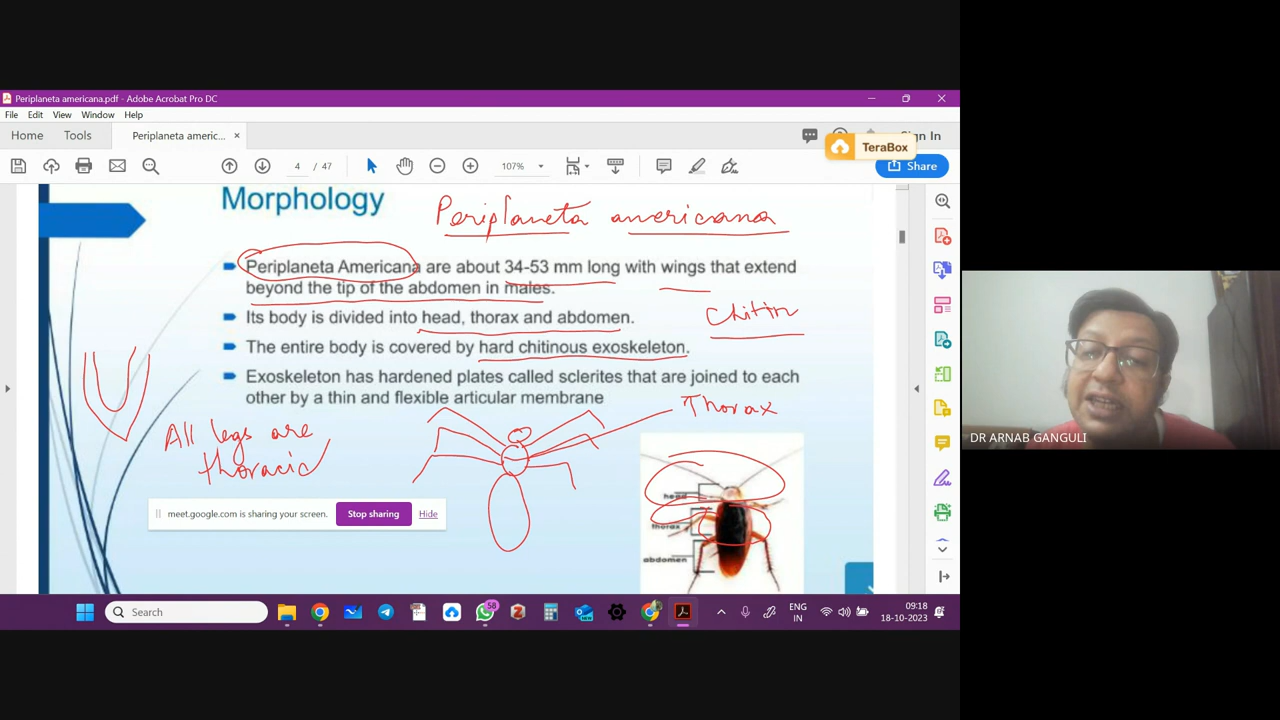 Periplaneta americana.pdf - Adobe Acrobat Pro DC
File Edit View Window Help
Home Tools Periplaneta americ... × Sign In
TeraBox
4 / 47 107% Share
Morphology
Periplaneta americana
Periplaneta Americana are about 34-53 mm long with wings that extend
beyond the tip of the abdomen in males.
Its body is divided into head, thorax and abdomen.
Chitin
The entire body is covered by hard chitinous exoskeleton.
Exoskeleton has hardened plates called sclerites that are joined to each
other by a thin and flexible articular membrane
Thorax
All legs are
thoracic
head
thorax
abdomen
meet.google.com is sharing your screen. Stop sharing Hide
DR ARNAB GANGULI
Search 58 ENG 09:18
IN 18-10-2023